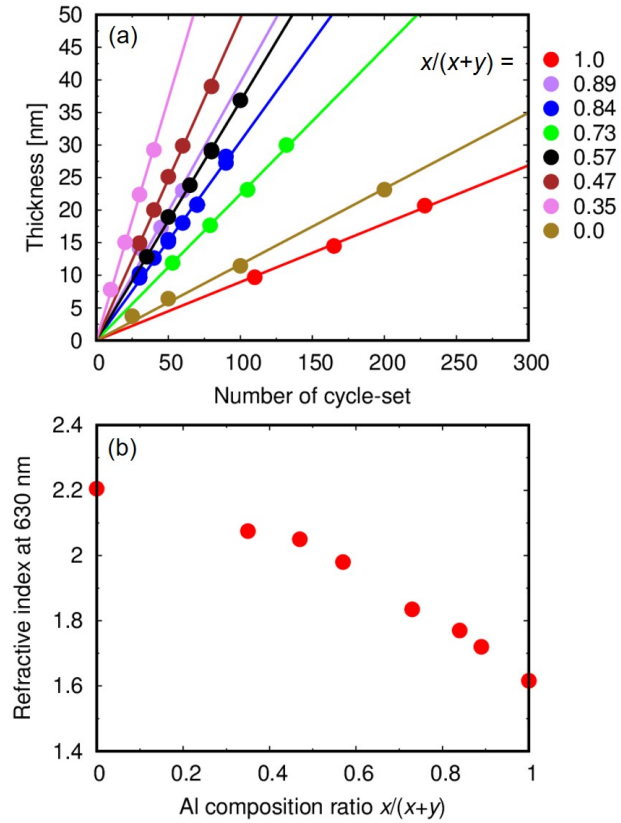 (a)
x/(x+y) =
1.0
0.89
0.84
0.73
0.57
0.47
0.35
0.0
Thickness [nm]
50
45
40
35
30
25
20
15
10
5
0
0 50 100 150 200 250 300
Number of cycle-set
(b)
Refractive index at 630 nm
2.4
2.2
2
1.8
1.6
1.4
0 0.2 0.4 0.6 0.8 1
Al composition ratio x/(x+y)